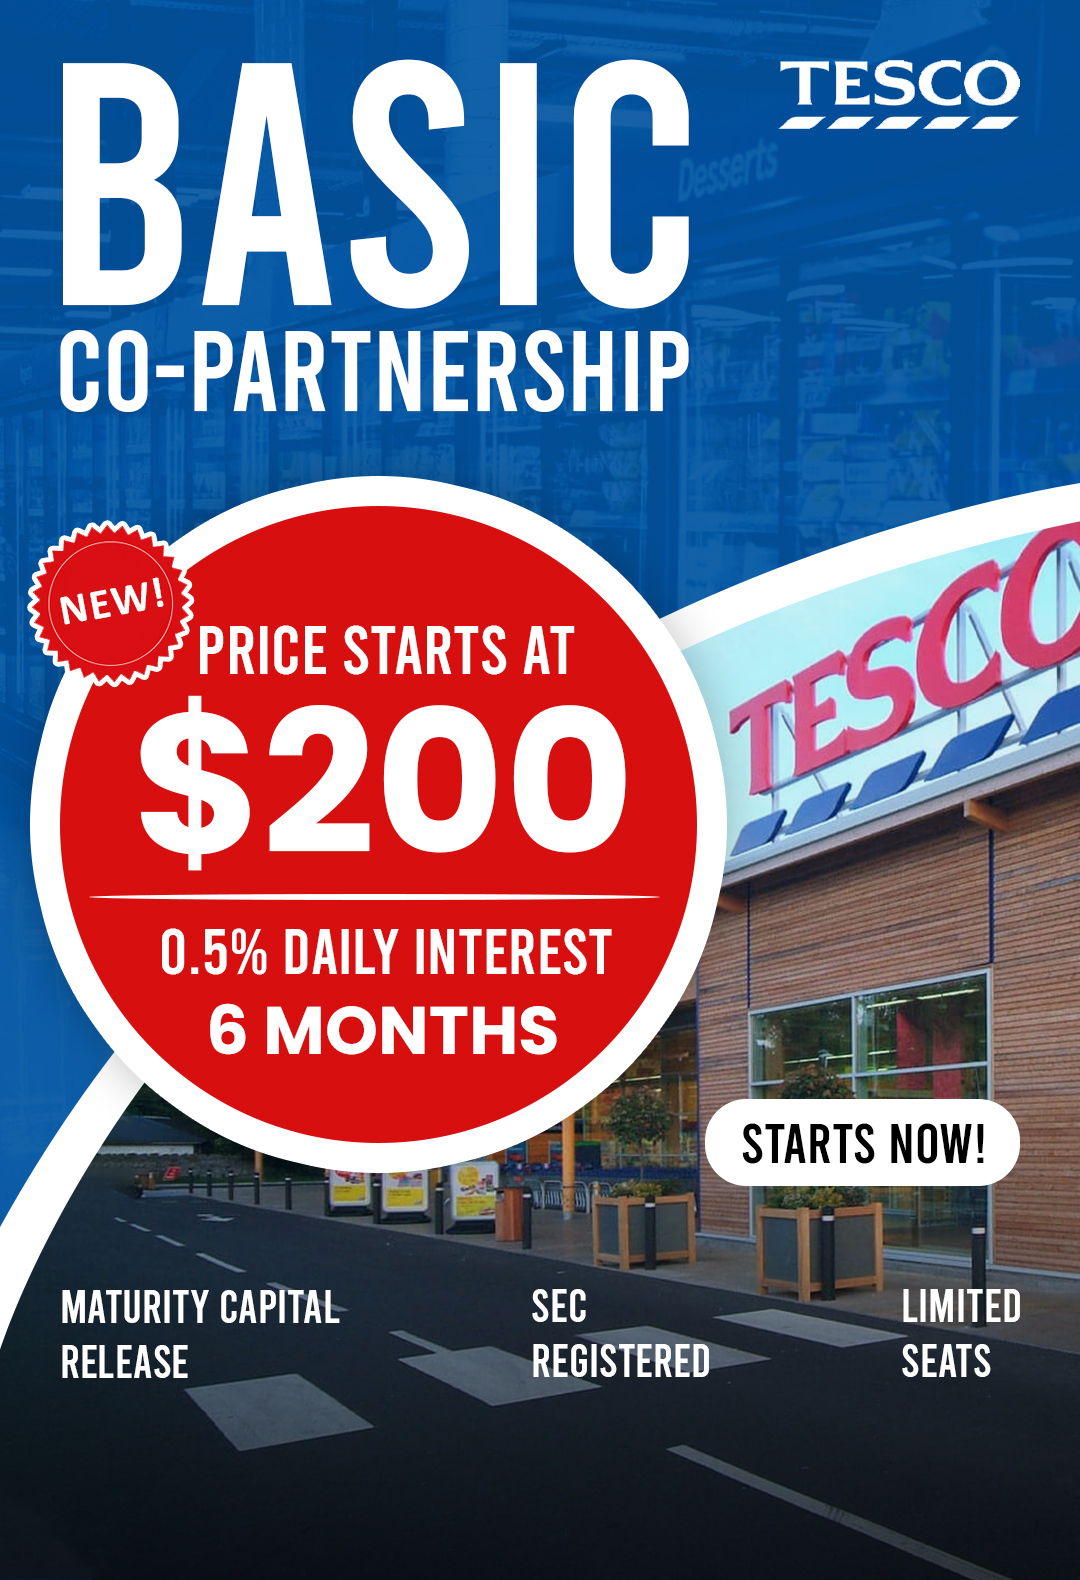 BASIC
TESCO
Desserts
CO-PARTNERSHIP
NEW!
PRICE STARTS AT
$200
0.5% DAILY INTEREST
6 MONTHS
TESCO
STARTS NOW!
MATURITY CAPITAL
RELEASE
SEC
REGISTERED
LIMITED
SEATS